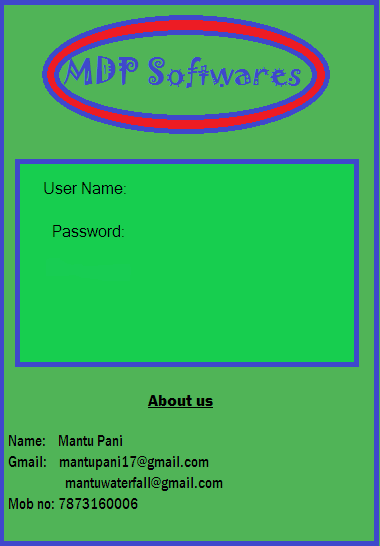 MDP Softwares
User Name:
Password:
About us
Name: Mantu Pani
Gmail: mantupani17@gmail.com
mantuwaterfall@gmail.com
Mob no: 7873160006